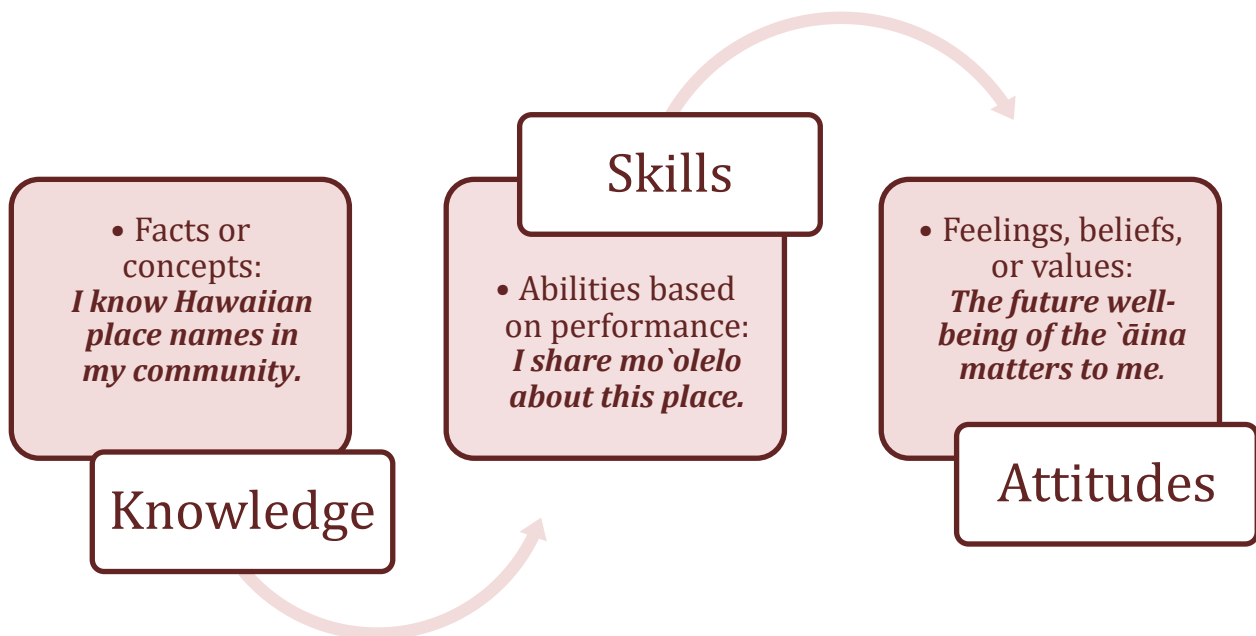 • Facts or
concepts:
I know Hawaiian
place names in
my community.
Knowledge
Skills
• Abilities based
on performance:
I share mo`olelo
about this place.
• Feelings, beliefs,
or values:
The future well-
being of the `āina
matters to me.
Attitudes